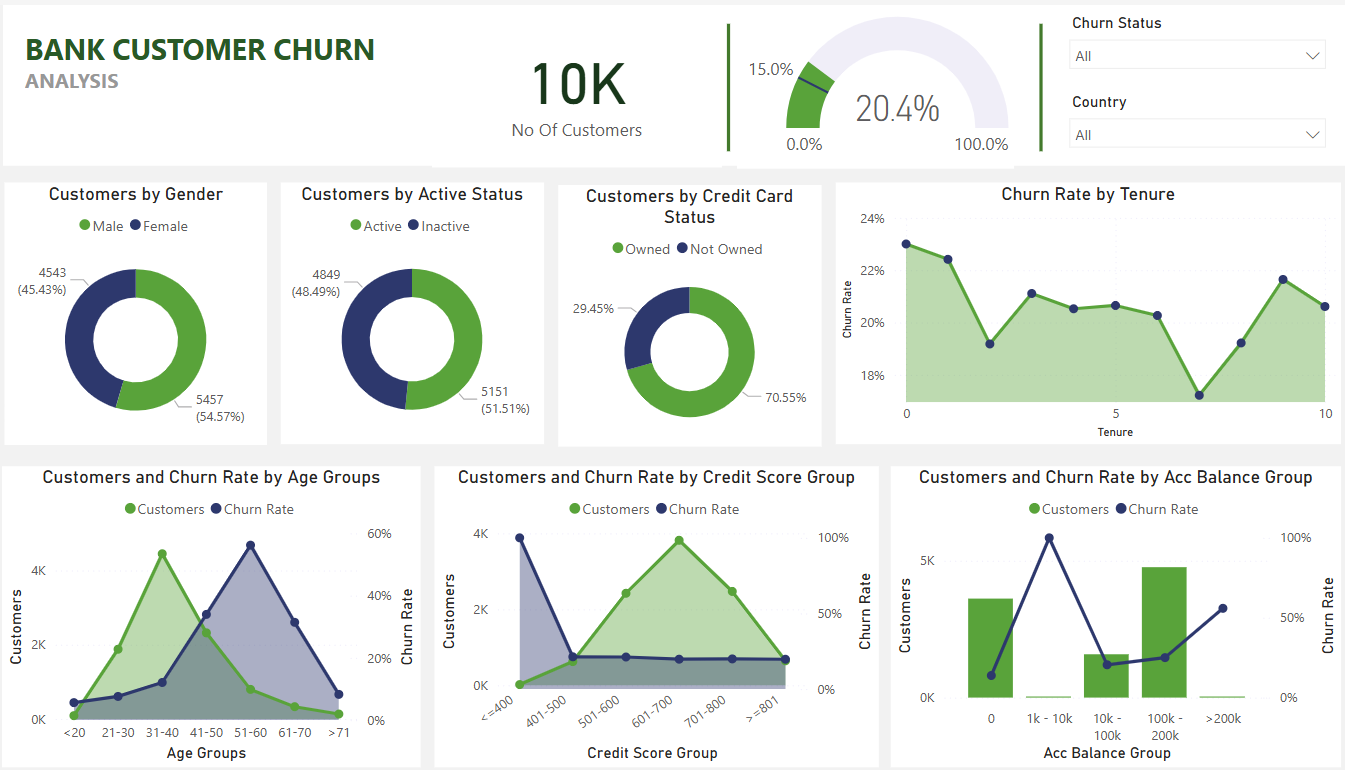 BANK CUSTOMER CHURN
ANALYSIS
10K
No Of Customers
15.0%
20.4%
0.0%
100.0%
Churn Status
All
Country
All
Customers by Gender
Male Female
4543
(45.43%)
5457
(54.57%)
Customers by Active Status
Active Inactive
4849
(48.49%)
5151
(51.51%)
Customers by Credit Card
Status
Owned Not Owned
29.45%
70.55%
Churn Rate by Tenure
24%
22%
20%
18%
Churn Rate
0 5 10
Tenure
Customers and Churn Rate by Age Groups
Customers Churn Rate
4K
2K
0K
Customers
60%
40%
20%
0%
Churn Rate
<20 21-30 31-40 41-50 51-60 61-70 >71
Age Groups
Customers and Churn Rate by Credit Score Group
Customers Churn Rate
4K
2K
0K
Customers
100%
50%
0%
Churn Rate
<=400 401-500 501-600 601-700 701-800 >=801
Credit Score Group
Customers and Churn Rate by Acc Balance Group
Customers Churn Rate
5K
0K
Customers
100%
50%
0%
Churn Rate
0 1k - 10k 10k - 100k 100k - 200k >200k
Acc Balance Group